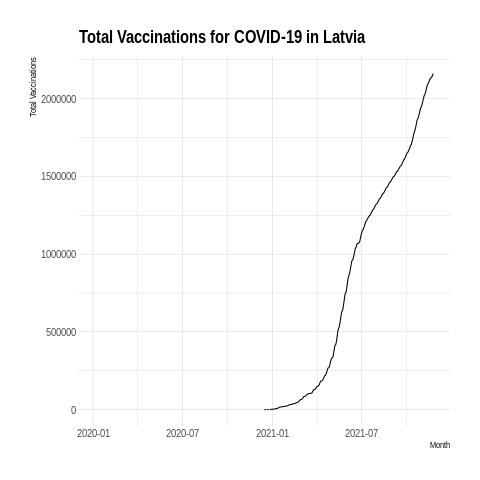 Total Vaccinations for COVID-19 in Latvia
Total Vaccinations
2000000
1500000
1000000
500000
0
2020-01 2020-07 2021-01 2021-07
Month